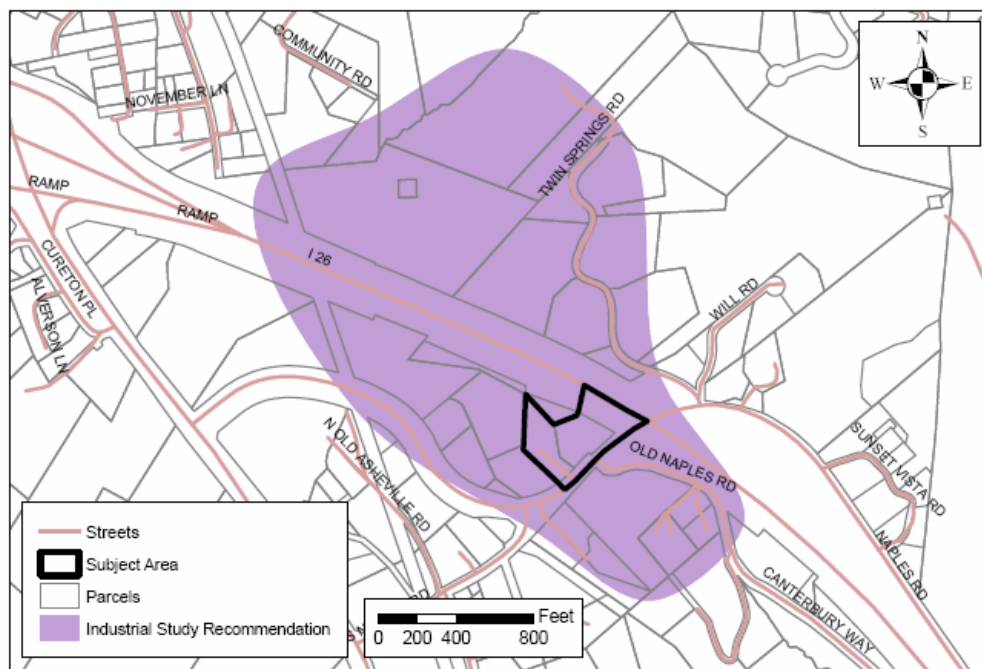 COMMUNITY RD
NOVEMBER LN
N
W E
S
TWIN SPRINGS RD
RAMP
RAMP
CURETON PL
I 26
ALVERSON LN
WILL RD
N OLD ASHEVILLE RD
OLD NAPLES RD
SUNSET VISTA RD
NAPLES RD
CANTERBURY WAY
RD
Streets
Subject Area
Parcels
Industrial Study Recommendation
Feet
0 200 400 800